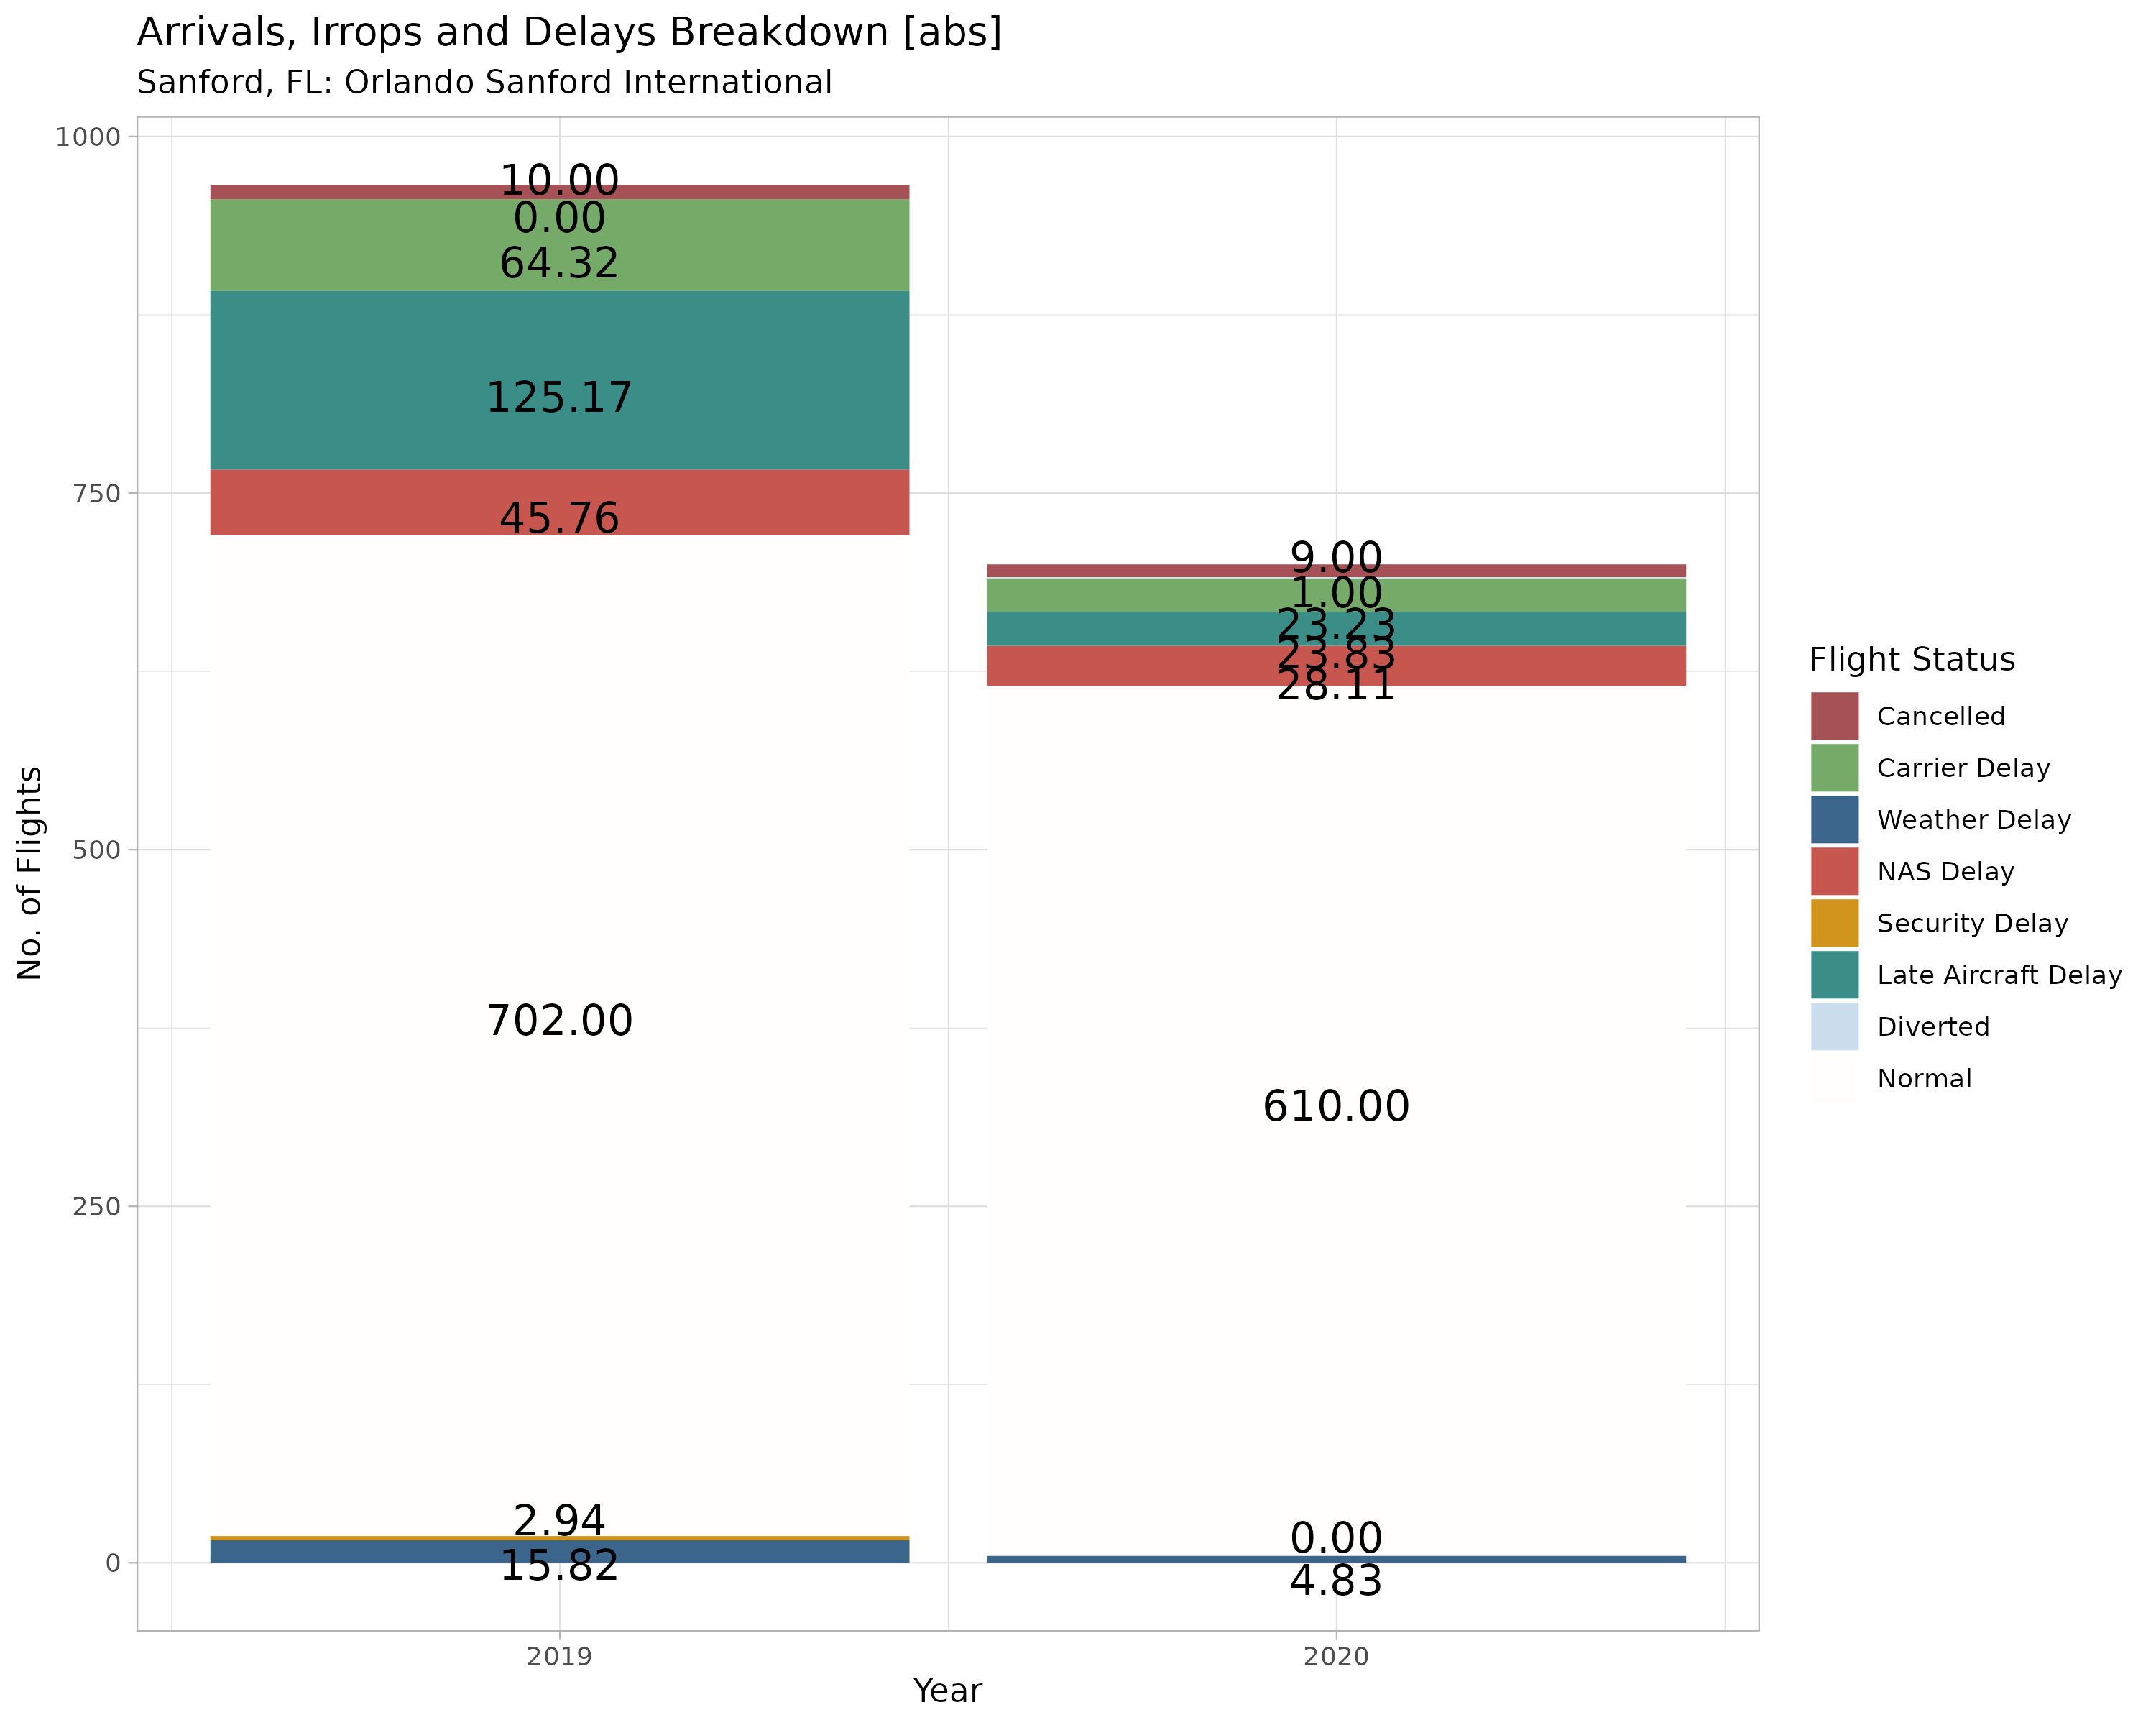 Arrivals, Irrops and Delays Breakdown [abs]
Sanford, FL: Orlando Sanford International
1000
750
500
250
0
No. of Flights
10.00
0.00
64.32
125.17
45.76
702.00
2.94
15.82
9.00
1.00
23.23
23.83
28.11
610.00
0.00
4.83
2019
2020
Year
Flight Status
Cancelled
Carrier Delay
Weather Delay
NAS Delay
Security Delay
Late Aircraft Delay
Diverted
Normal